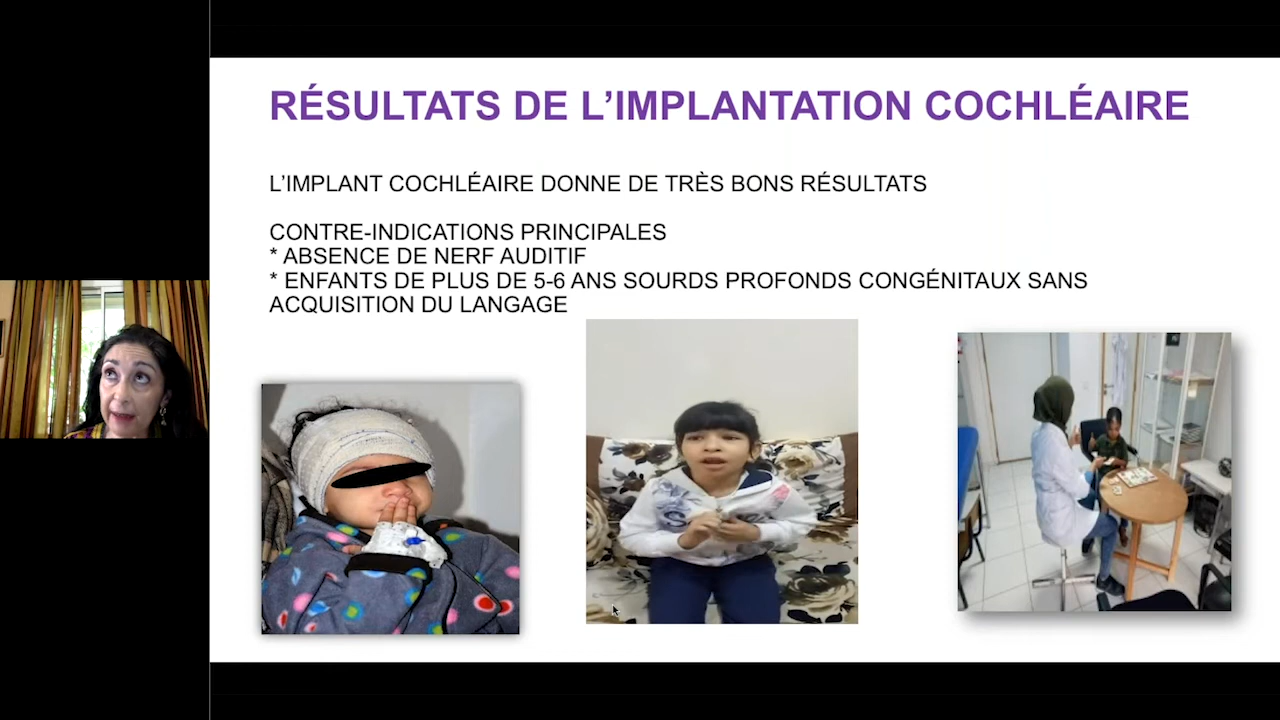 RÉSULTATS DE L’IMPLANTATION COCHLÉAIRE
L’IMPLANT COCHLÉAIRE DONNE DE TRÈS BONS RÉSULTATS
CONTRE-INDICATIONS PRINCIPALES
* ABSENCE DE NERF AUDITIF
* ENFANTS DE PLUS DE 5-6 ANS SOURDS PROFONDS CONGÉNITAUX SANS
ACQUISITION DU LANGAGE